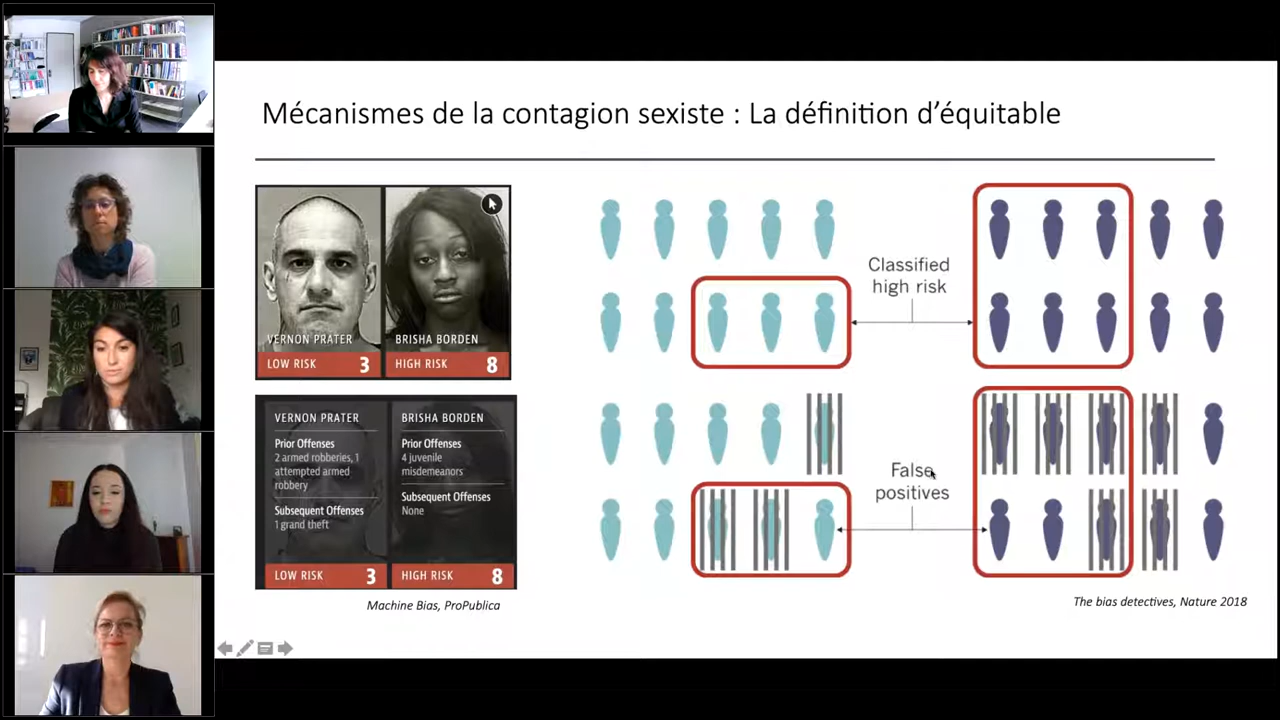 Mécanismes de la contagion sexiste : La définition d'équitable
VERNON PRATER
LOW RISK 3
BRISHA BORDEN
HIGH RISK 8
VERNON PRATER
Prior Offenses
2 armed robberies, 1
attempted armed
robbery
Subsequent Offenses
1 grand theft
LOW RISK 3
BRISHA BORDEN
Prior Offenses
4 juvenile
misdemeanors
Subsequent Offenses
None
HIGH RISK 8
Machine Bias, ProPublica
Classified
high risk
False
positives
The bias detectives, Nature 2018